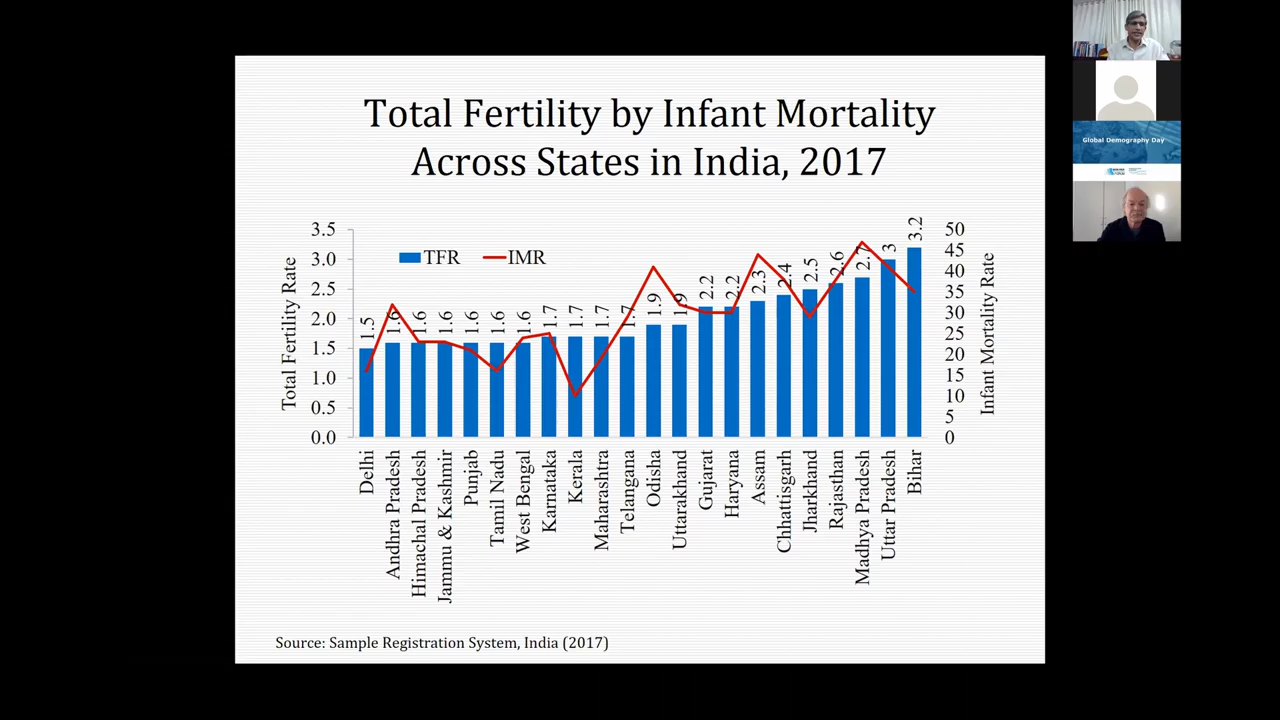 Total Fertility by Infant Mortality
Across States in India, 2017
TFR
IMR
Total Fertility Rate
3.5
3.0
2.5
2.0
1.5
1.0
0.5
0.0
1.5
1.6
1.6
1.6
1.6
1.6
1.6
1.7
1.7
1.7
1.7
1.9
1.9
2.2
2.2
2.3
2.4
2.5
2.6
2.7
3
3.2
50
45
40
35
30
25
20
15
10
5
0
Infant Mortality Rate
Delhi
Andhra Pradesh
Himachal Pradesh
Jammu & Kashmir
Punjab
Tamil Nadu
West Bengal
Karnataka
Kerala
Maharashtra
Telangana
Odisha
Uttarakhand
Gujarat
Haryana
Assam
Chhattisgarh
Jharkhand
Rajasthan
Madhya Pradesh
Uttar Pradesh
Bihar
Source: Sample Registration System, India (2017)
Global Demography Day